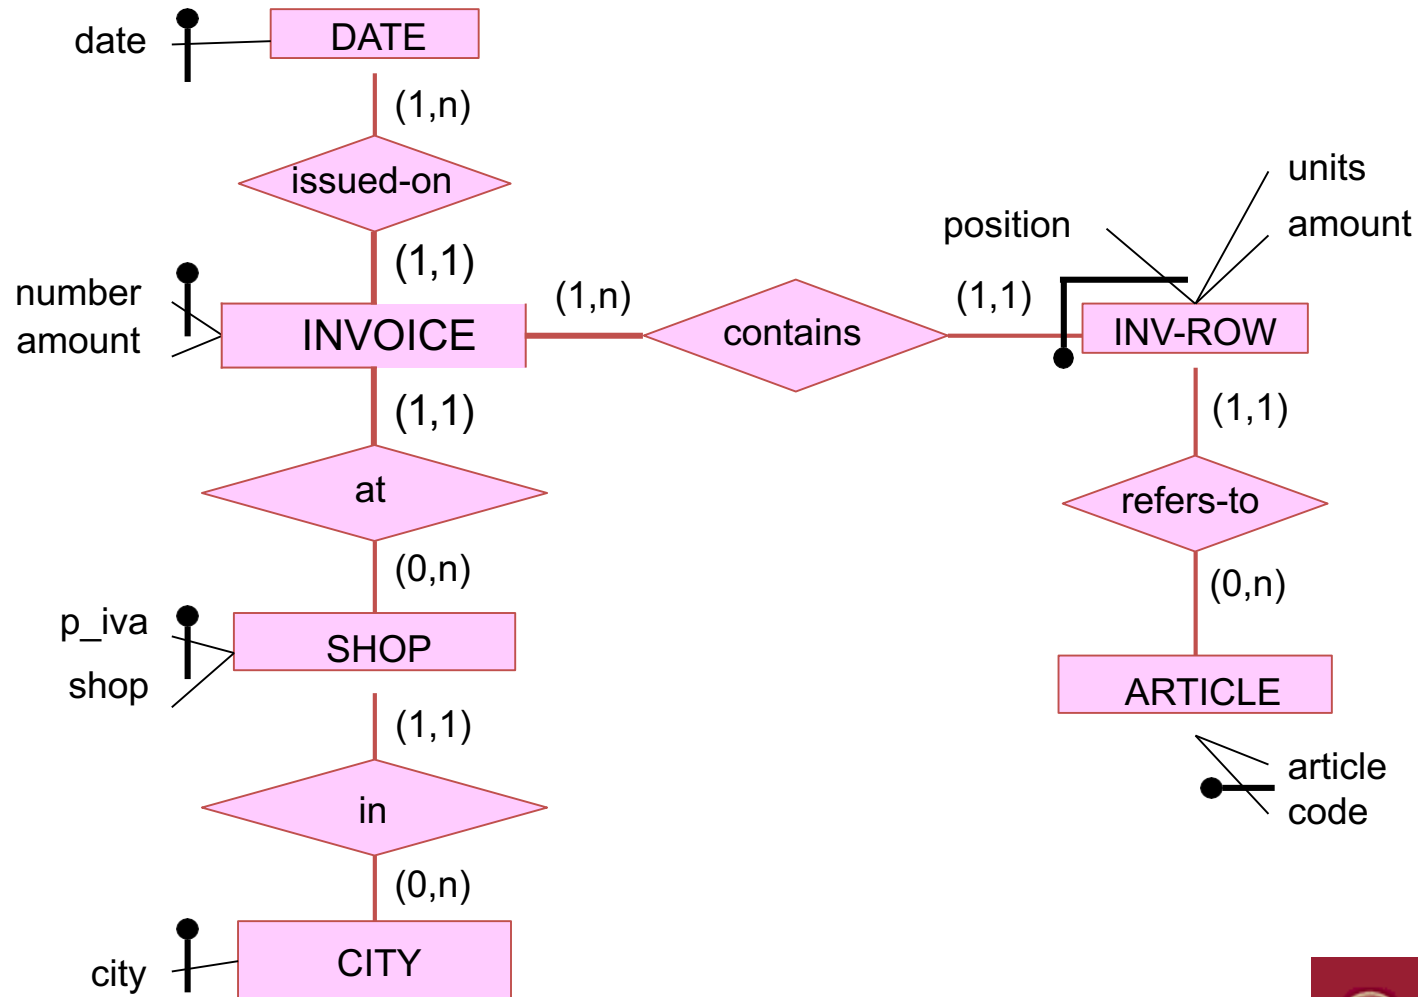 date
DATE
(1,n)
issued-on
(1,1)
number
amount
INVOICE
(1,n)
contains
(1,1)
position
units
amount
INV-ROW
(1,1)
at
(0,n)
p_iva
shop
SHOP
(1,1)
in
(0,n)
city
CITY
(1,1)
refers-to
(0,n)
ARTICLE
article
code